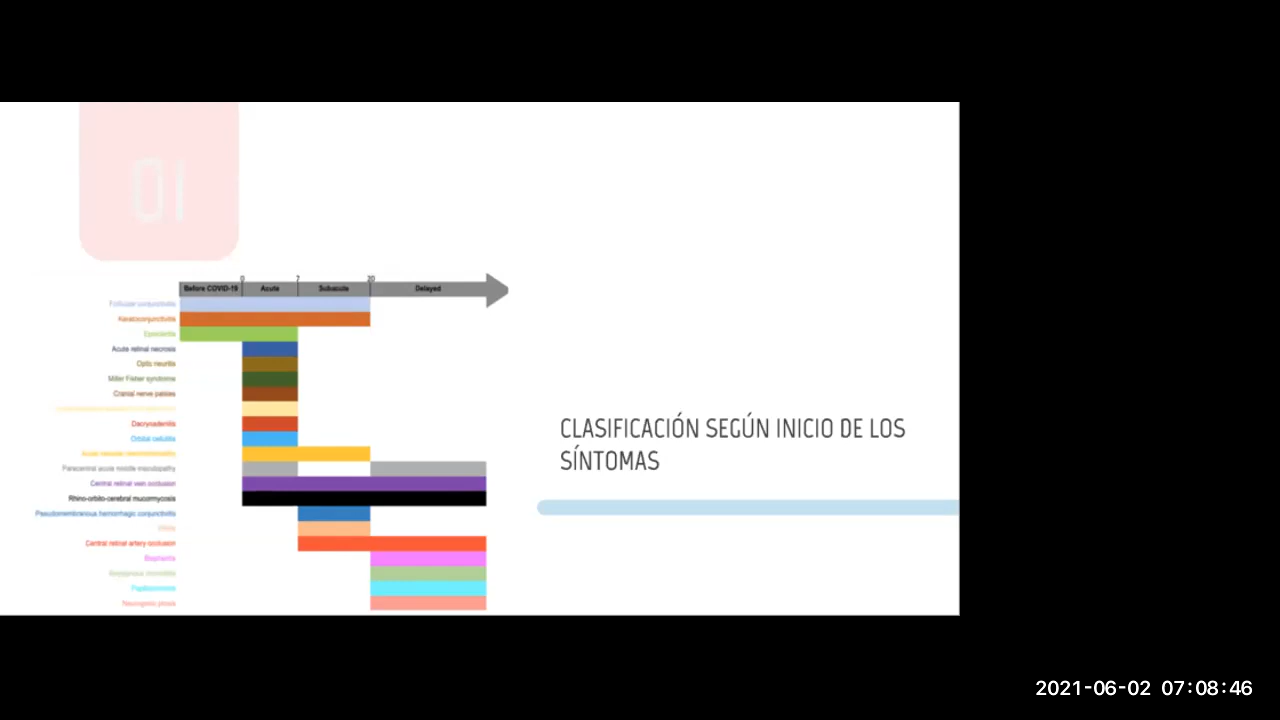 01
0 7 20
Before COVID-19 Acute Subacute Delayed
Follicular conjunctivitis
Keratoconjunctivitis
Episcleritis
Acute retinal necrosis
Optic neuritis
Miller Fisher syndrome
Cranial nerve palsies
Dacryoadenitis
Orbital cellulitis
Acute macular neuroretinopathy
Paracentral acute middle maculopathy
Central retinal vein occlusion
Rhino-orbito-cerebral mucormycosis
Pseudomembranous hemorrhagic conjunctivitis
Vitritis
Central retinal artery occlusion
Blepharitis
Papillophlebitis
Neurogenic ptosis
CLASIFICACIÓN SEGÚN INICIO DE LOS
SÍNTOMAS
2021-06-02 07:08:46